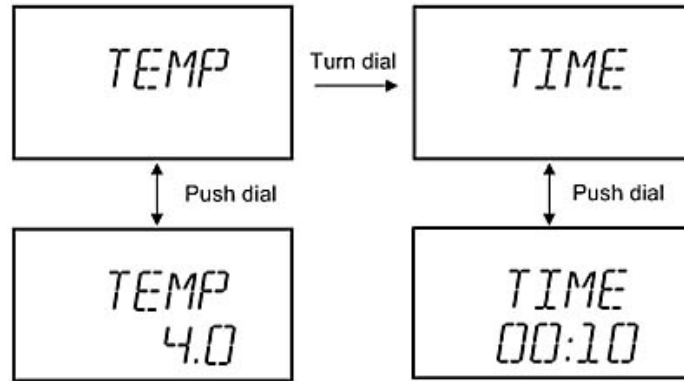 TEMP
Turn dial
TIME
Push dial
Push dial
TEMP
4.0
TIME
00:10